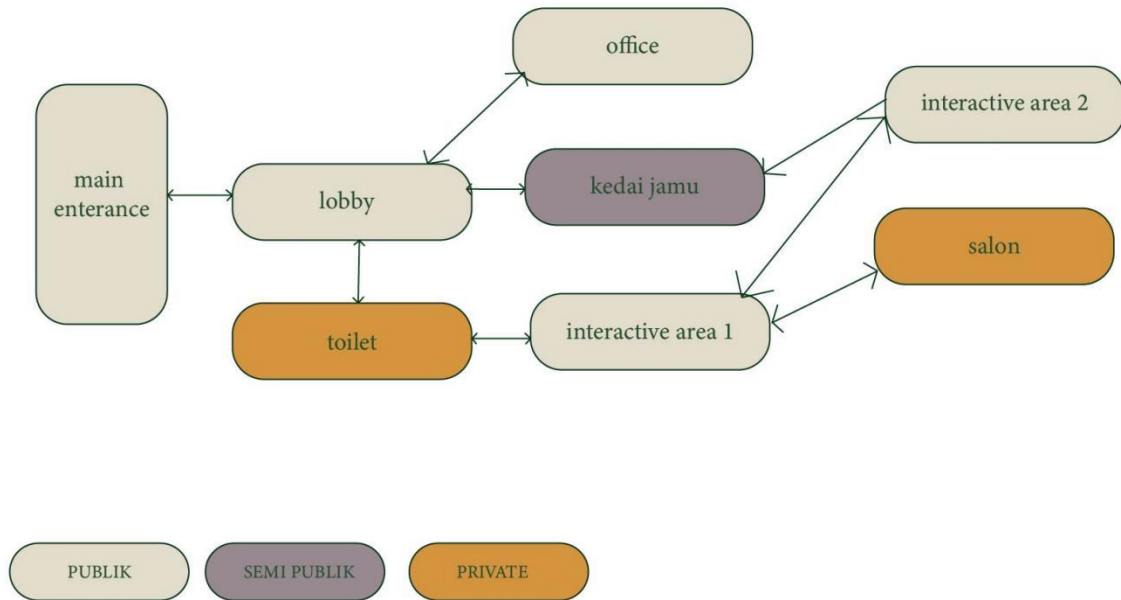 office
main
enterance
lobby
kedai jamu
interactive area 2
salon
toilet
interactive area 1
PUBLIK
SEMI PUBLIK
PRIVATE